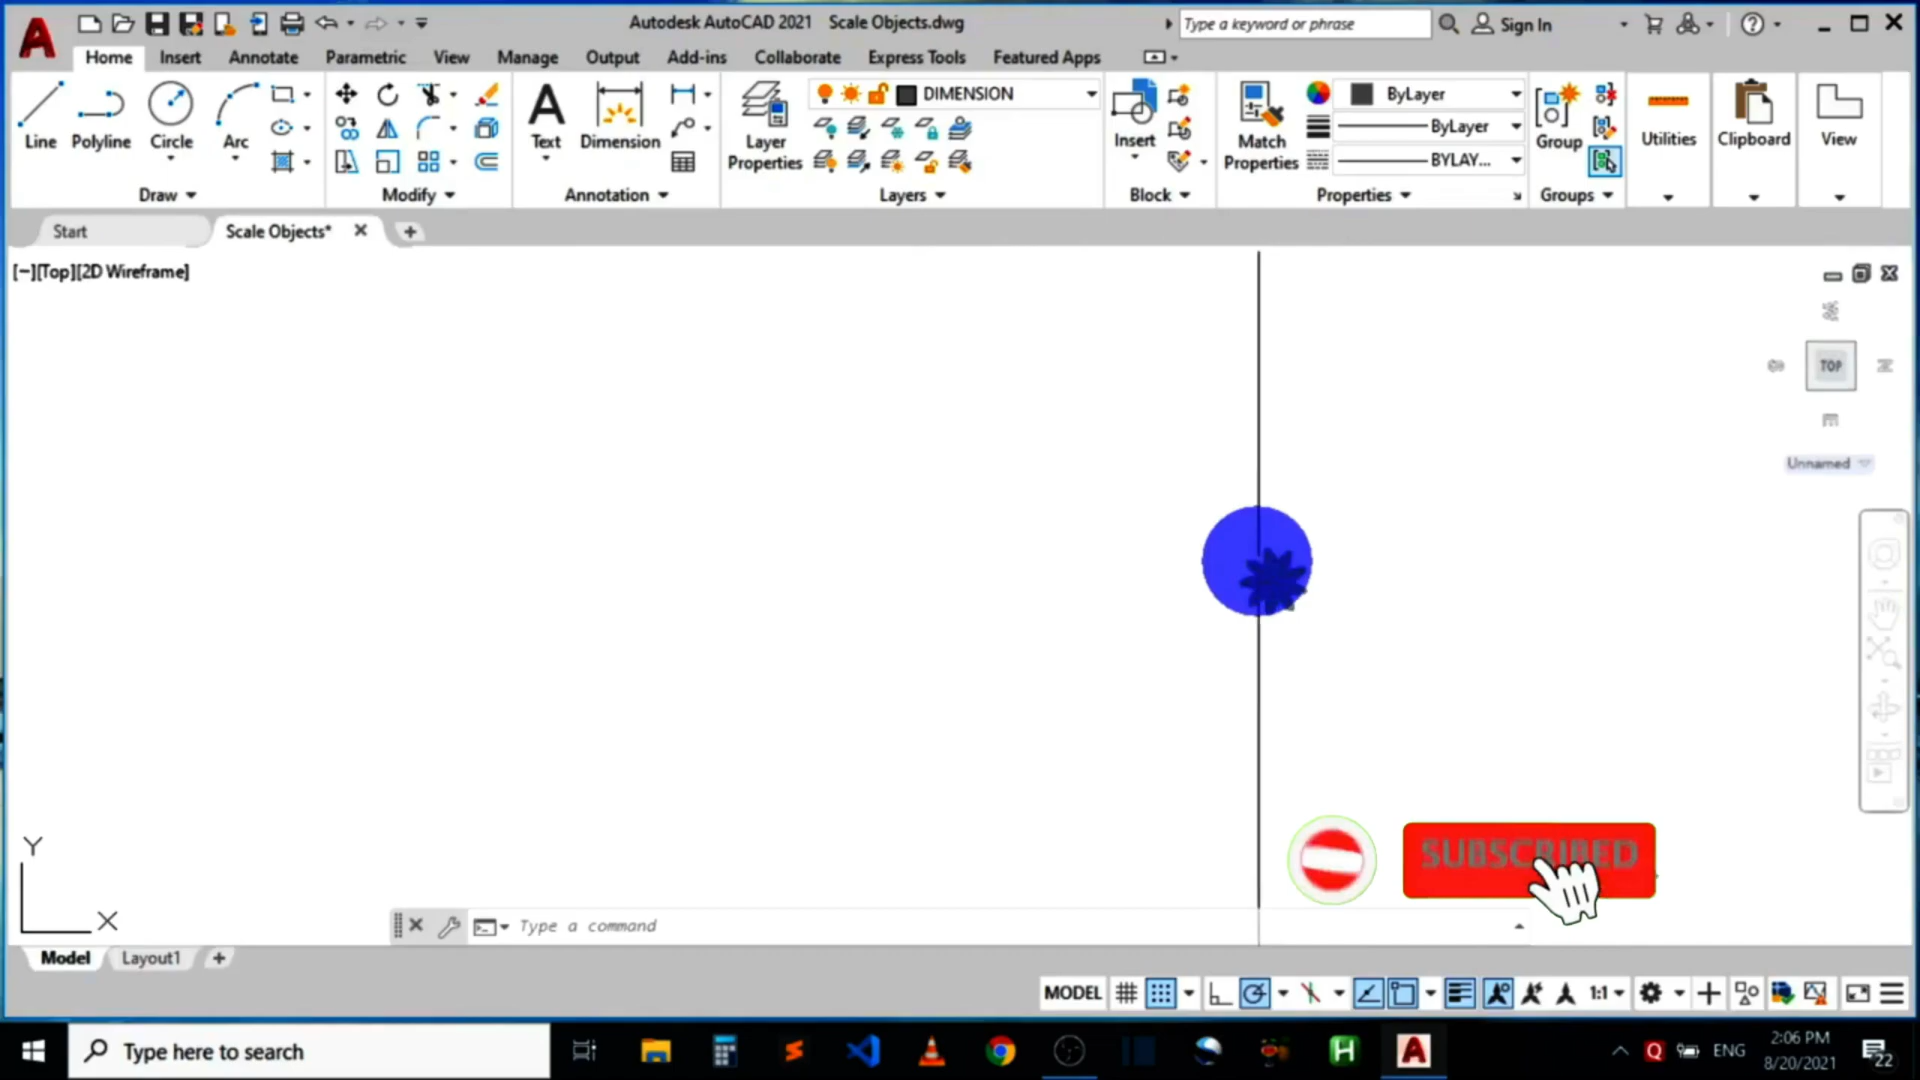 Autodesk AutoCAD 2021 Scale Objects.dwg
Type a keyword or phrase
Sign In
Home Insert Annotate Parametric View Manage Output Add-ins Collaborate Express Tools Featured Apps
DIMENSION
ByLayer
ByLayer
BYLAY...
Line Polyline Circle Arc
Text Dimension
Layer Properties
Insert
Match Properties
Group
Utilities
Clipboard
View
Draw Modify Annotation Layers Block Properties Groups
Start Scale Objects*
[−][Top][2D Wireframe]
TOP
Unnamed
Y
X
SUBSCRIBED
Type a command
Model Layout1
MODEL 1:1
Type here to search
ENG
2:06 PM
8/20/2021
22